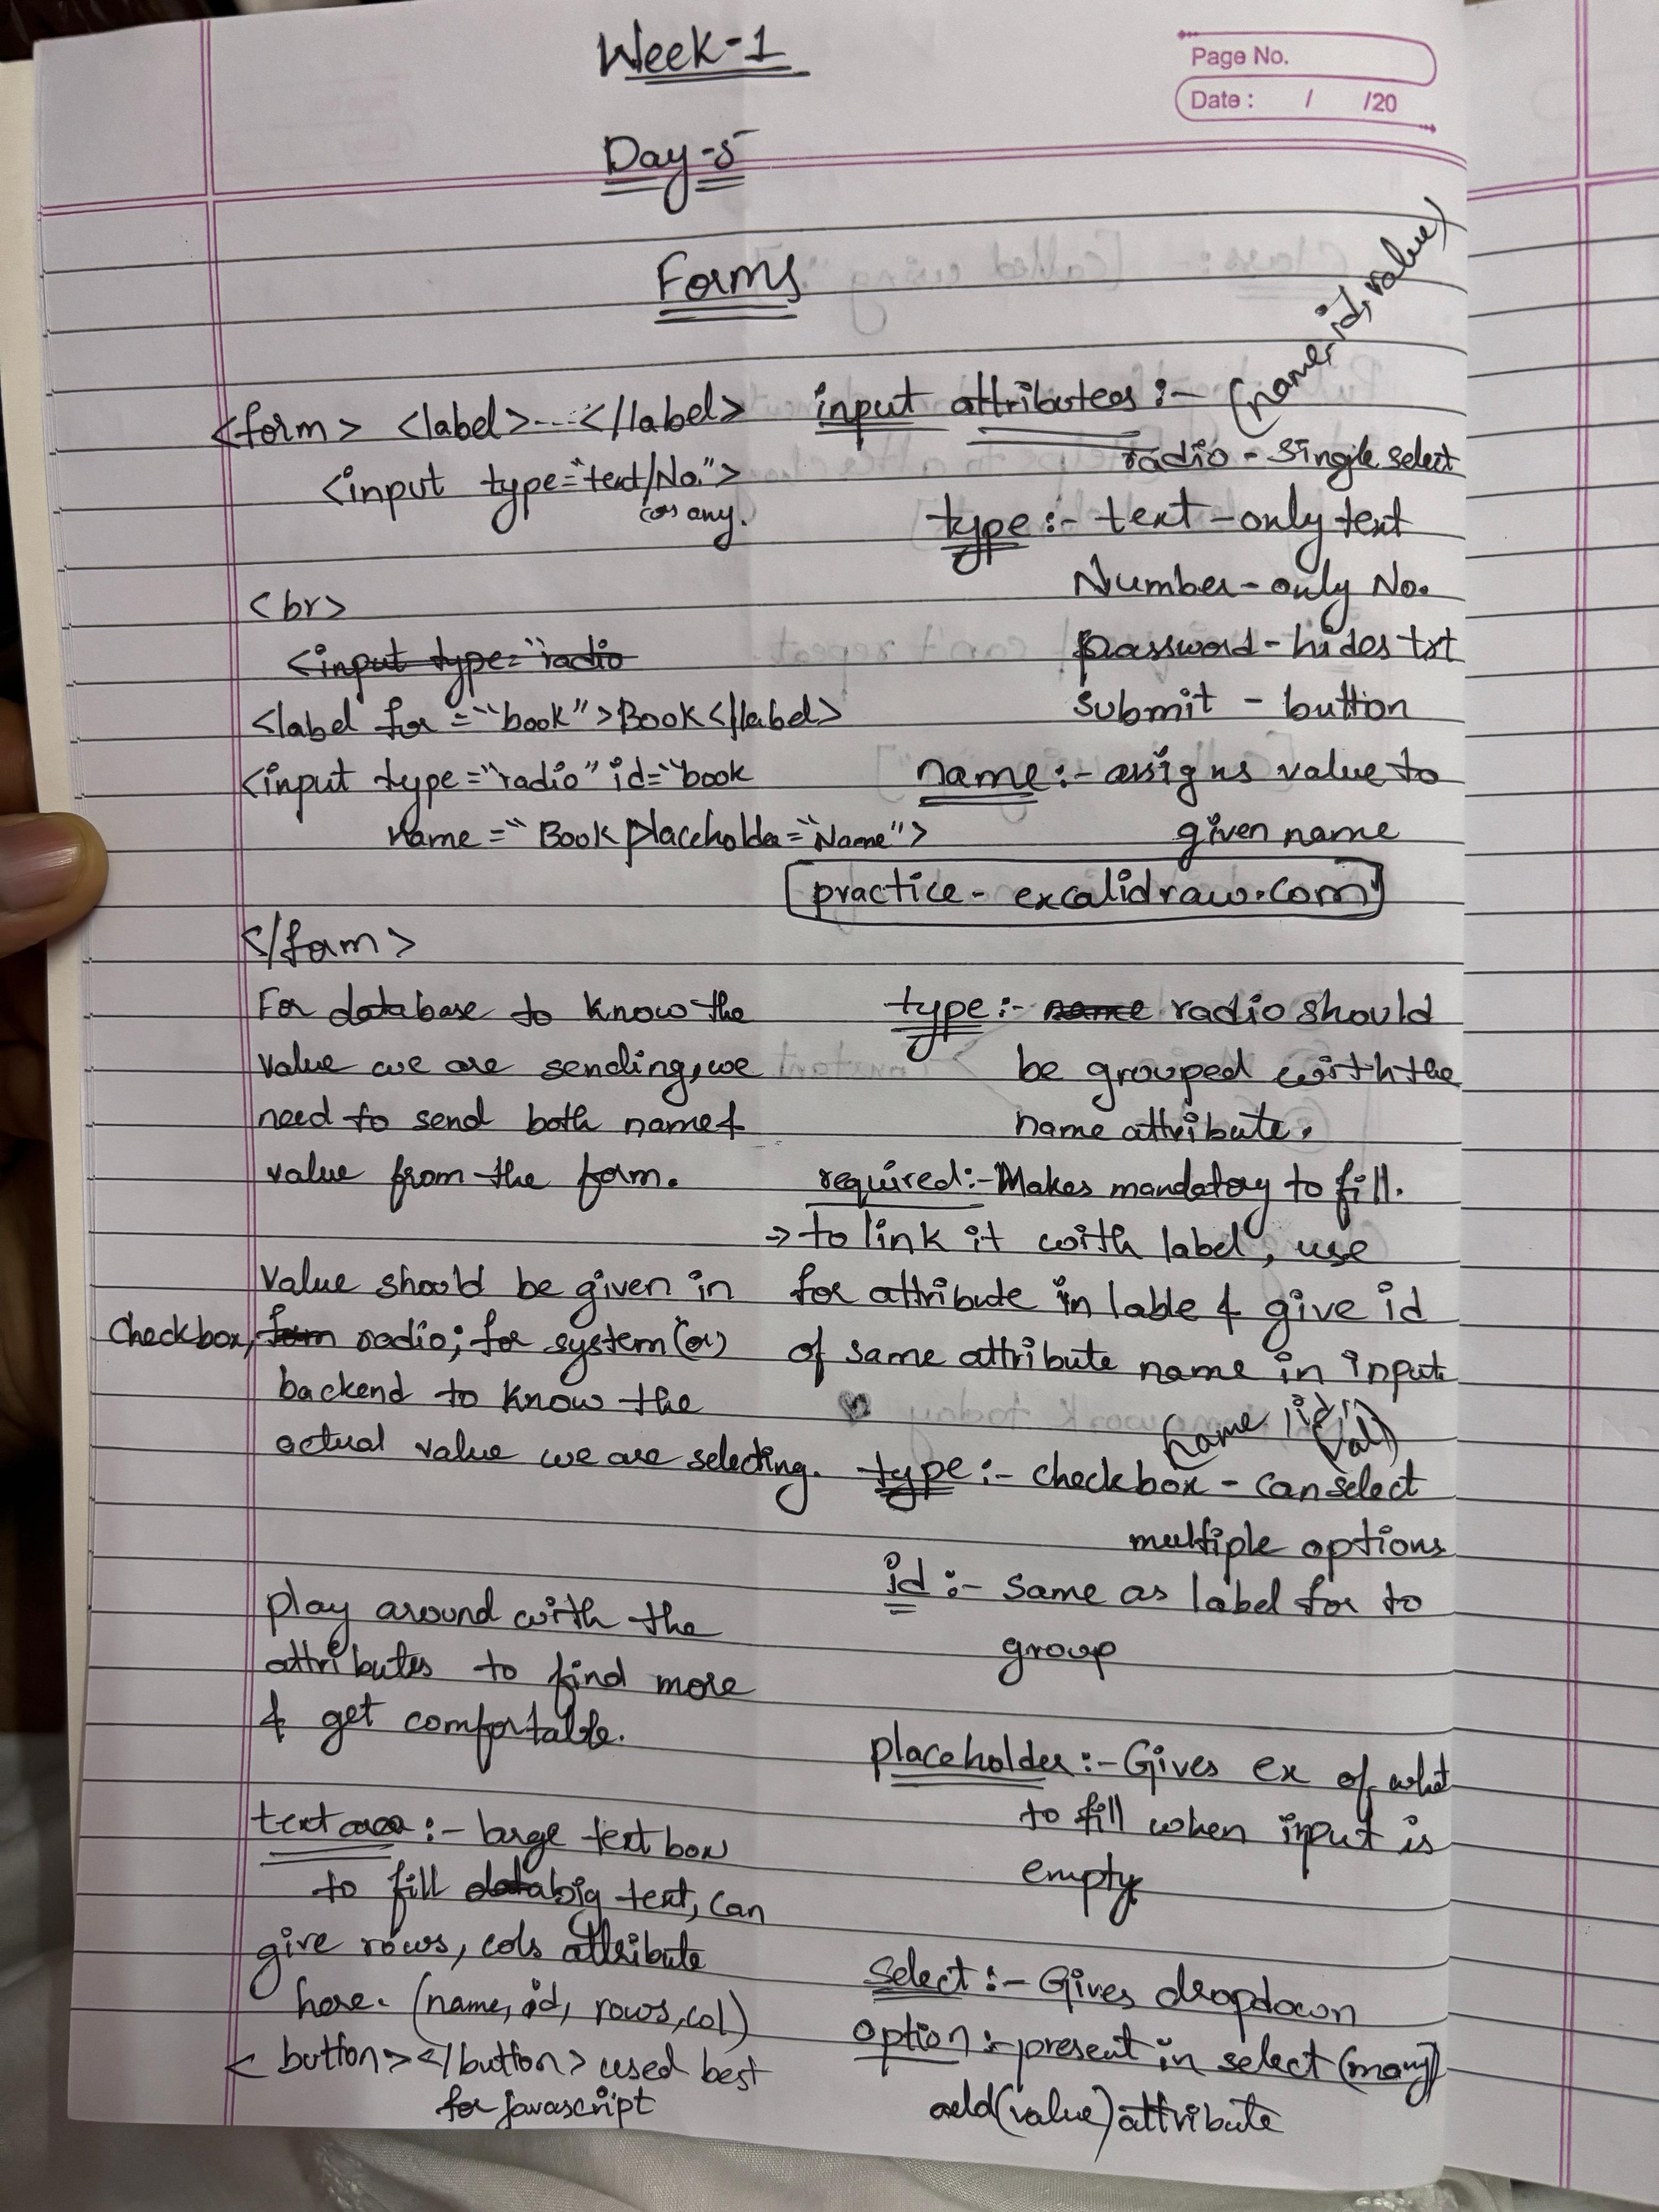 Week-1
Page No.
Date : / /20
Day-5
Forms
<form> <label>---</label>
<input type="text/No.">
(or) any.
<br>
<input type="radio
<label for="book">Book</label>
<input type="radio" id="book
name="Book placeholder="Name">
</form>
For database to know the
value we are sending, we
need to send both name &
value from the form.
Value should be given in
Checkbox, form radio; for system (or)
backend to know the
actual value we are selecting.
play around with the
attributes to find more
& get comfortable.
text area :- large text box
to fill data big text, can
give rows, cols attribute
here. (name, id, rows, col)
<button></button> used best
for javascript
input attributes :- (name, id, value)
radio - single select
type :- text - only text
Number - only No.
password - hides txt
submit - button
name :- assigns value to
given name
practice - excalidraw.com
type :- name radio should
be grouped with the
name attribute.
required :- Makes mandatory to fill.
→ to link it with label, use
for attribute in lable & give id
of same attribute name in input
(name, id, val)
type :- checkbox - can select
multiple options
id :- same as label for to
group
placeholder :- Gives ex of what
to fill when input is
empty
select :- Gives dropdown
option :- present in select (many)
add (value) attribute